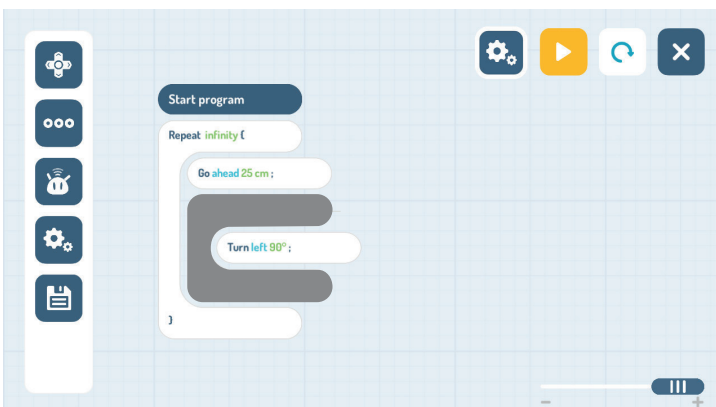 Start program
Repeat infinity {
Go ahead 25 cm ;
Turn left 90° ;
}